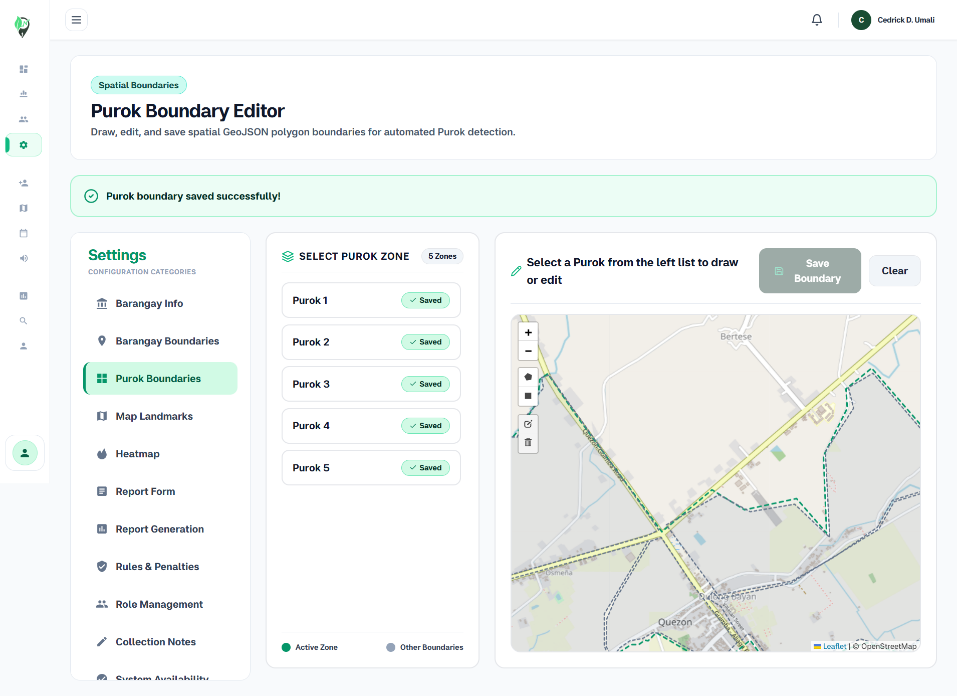 C
Cedrick D. Umali
Spatial Boundaries
Purok Boundary Editor
Draw, edit, and save spatial GeoJSON polygon boundaries for automated Purok detection.
Purok boundary saved successfully!
Settings
CONFIGURATION CATEGORIES
Barangay Info
Barangay Boundaries
Purok Boundaries
Map Landmarks
Heatmap
Report Form
Report Generation
Rules & Penalties
Role Management
Collection Notes
System Availability
SELECT PUROK ZONE
5 Zones
Purok 1
Saved
Purok 2
Saved
Purok 3
Saved
Purok 4
Saved
Purok 5
Saved
Active Zone
Other Boundaries
Select a Purok from the left list to draw
or edit
Save
Boundary
Clear
+
−
Bertese
Osmeña
Bayan
Quezon
Leaflet | © OpenStreetMap